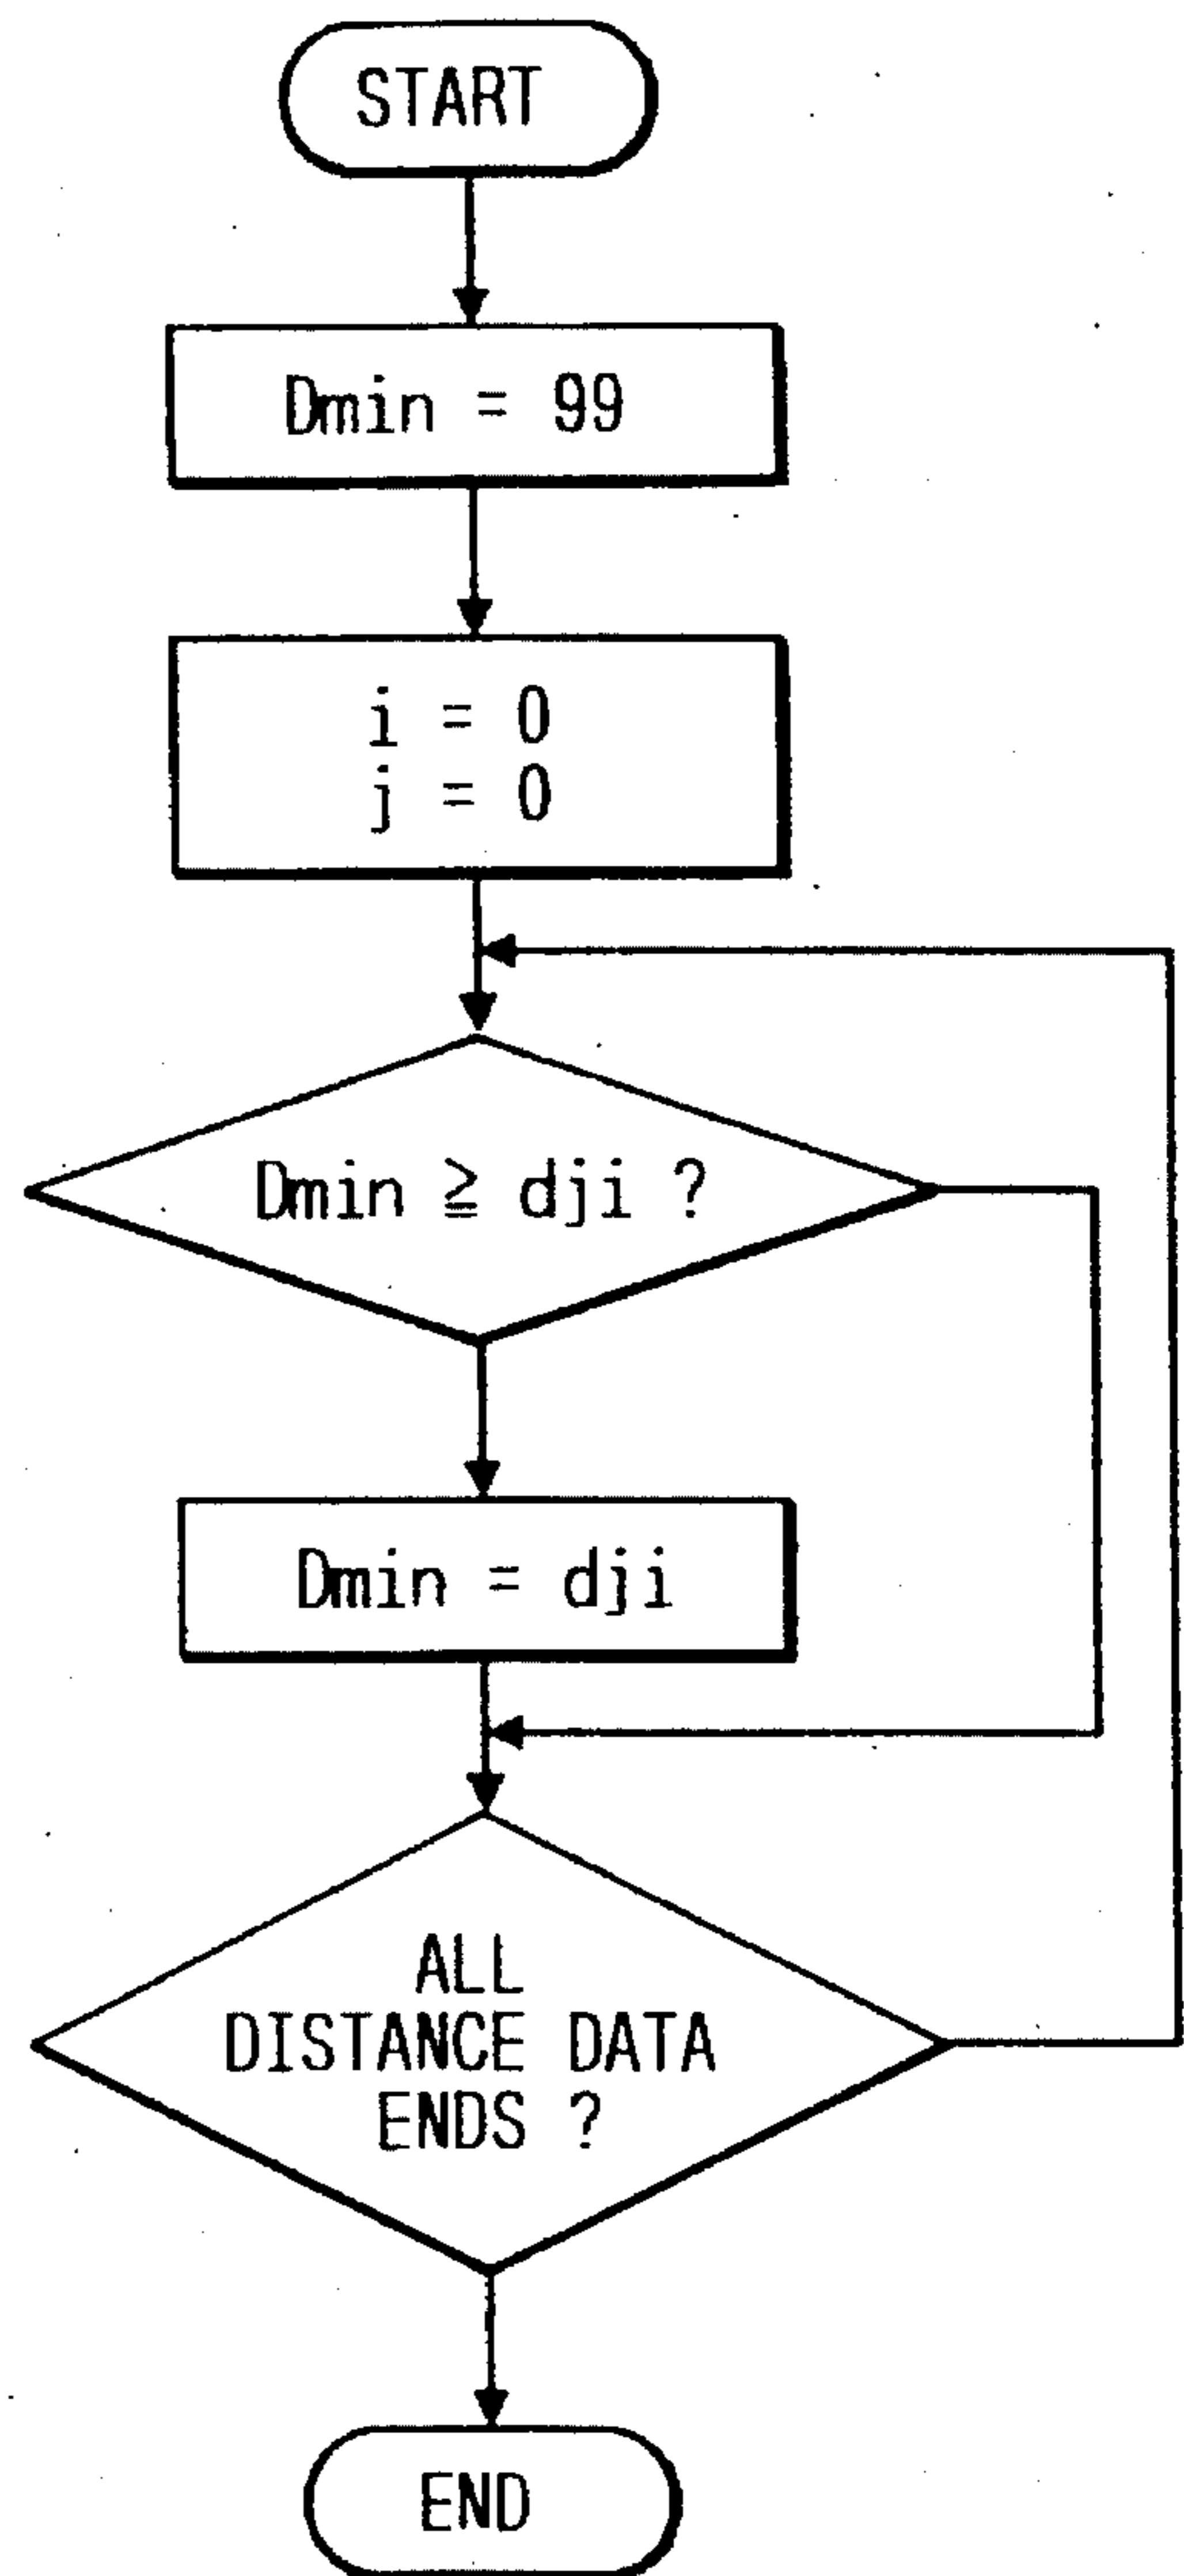 START
Dmin = 99
i = 0
j = 0
Dmin ≧ dji ?
Dmin = dji
ALL
DISTANCE DATA
ENDS ?
END